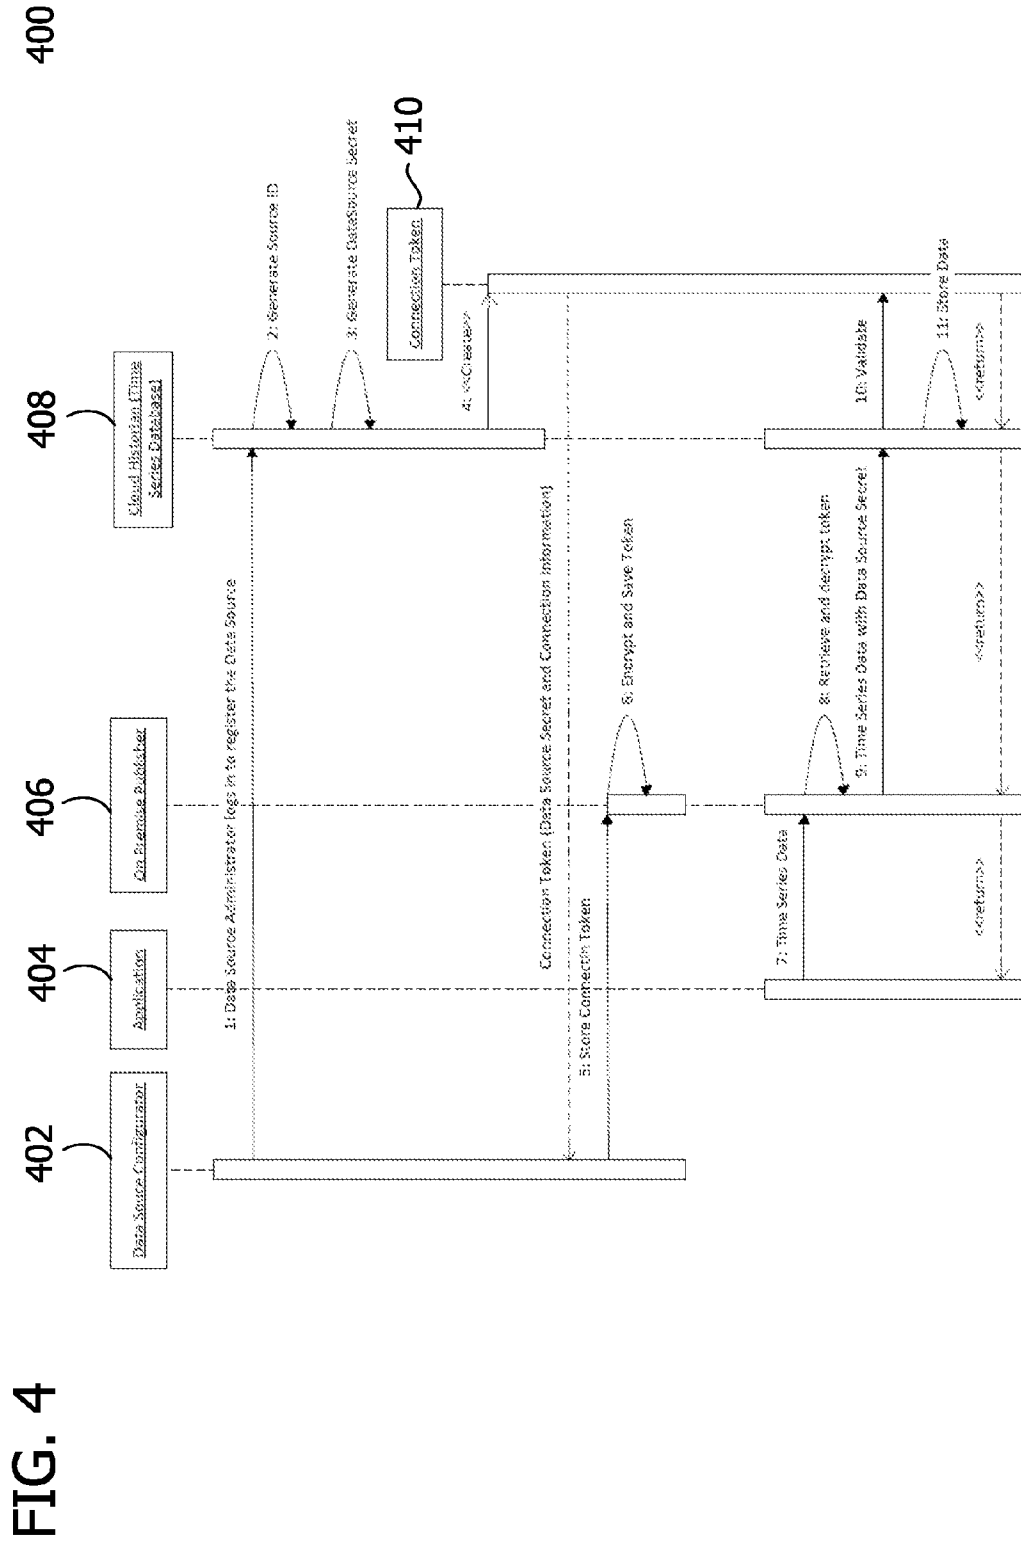 FIG. 4
400
402
404
406
408
410
Data Source Configurator
Application
On Premise Publisher
Cloud Historian (Time
Series Database)
Connection Token
1: Data Source Administrator logs in to register the Data Source
2: Generate Source ID
3: Generate DataSource Secret
4: <<Create>>
Connection Token (Data Source Secret and Connection Information)
5: Store Connectin Token
6: Encrypt and Save Token
7: Time Series Data
8: Retrieve and decrypt token
9: Time Series Data with Data Source Secret
10: Validate
11: Store Data
<<return>>
<<return>>
<<return>>